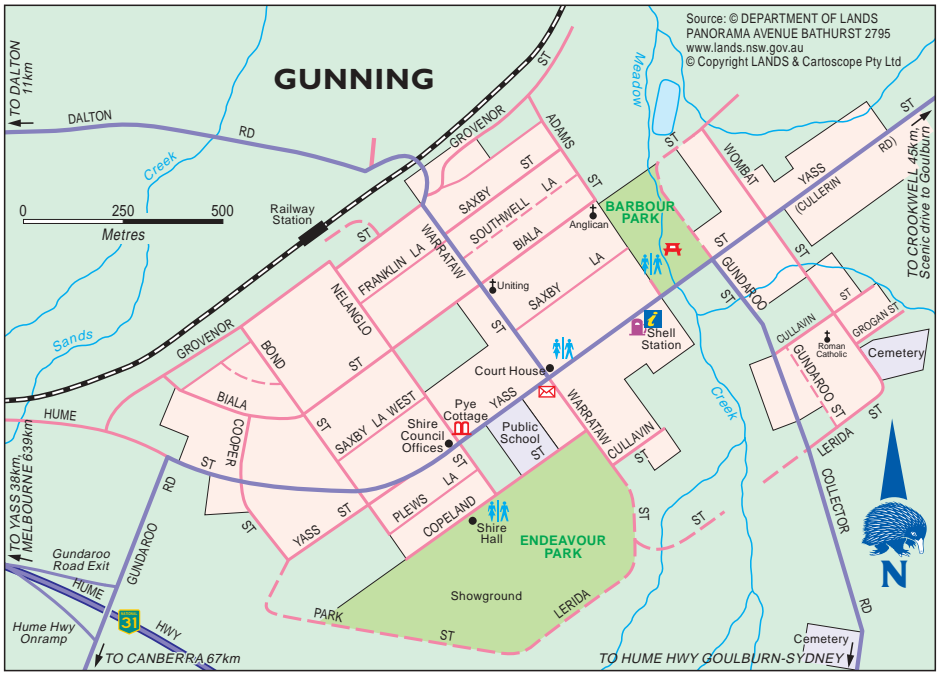 Source: © DEPARTMENT OF LANDS
PANORAMA AVENUE BATHURST 2795
www.lands.nsw.gov.au
© Copyright LANDS & Cartoscope Pty Ltd
GUNNING
TO DALTON
11km
DALTON
RD
Creek
0 250 500
Metres
Railway
Station
ST
GROVENOR
ST
ADAMS
ST
Meadow
ST
WOMBAT
ST
YASS
ST
(CULLERIN
RD)
TO CROOKWELL 45km,
Scenic drive to Goulburn
SAXBY
ST
SOUTHWELL
LA
BIALA
Anglican
BARBOUR
PARK
FRANKLIN LA
WARRATAW
ST
Uniting
SAXBY
LA
ST
GUNDAROO
ST
NELANGLO
GROVENOR
BOND
ST
ST
Sands
Shell
Station
Court House
CULLAVIN
ST
GROGAN ST
Roman
Catholic
Cemetery
GUNDAROO ST
LERIDA
ST
HUME
BIALA
COOPER
ST
SAXBY LA WEST
Pye
Cottage
Shire
Council
Offices
YASS
Public
School
ST
WARRATAW
CULLAVIN
ST
ST
Creek
ST
RD
GUNDAROO
ST
PLEWS
LA
COPELAND
YASS
ST
Shire
Hall
ENDEAVOUR
PARK
Showground
LERIDA
ST
ST
PARK
ST
COLLECTOR
RD
N
TO YASS 38km,
MELBOURNE 639km
Gundaroo
Road Exit
HUME
HWY
31
Hume Hwy
Onramp
TO CANBERRA 67km
Cemetery
TO HUME HWY GOULBURN-SYDNEY